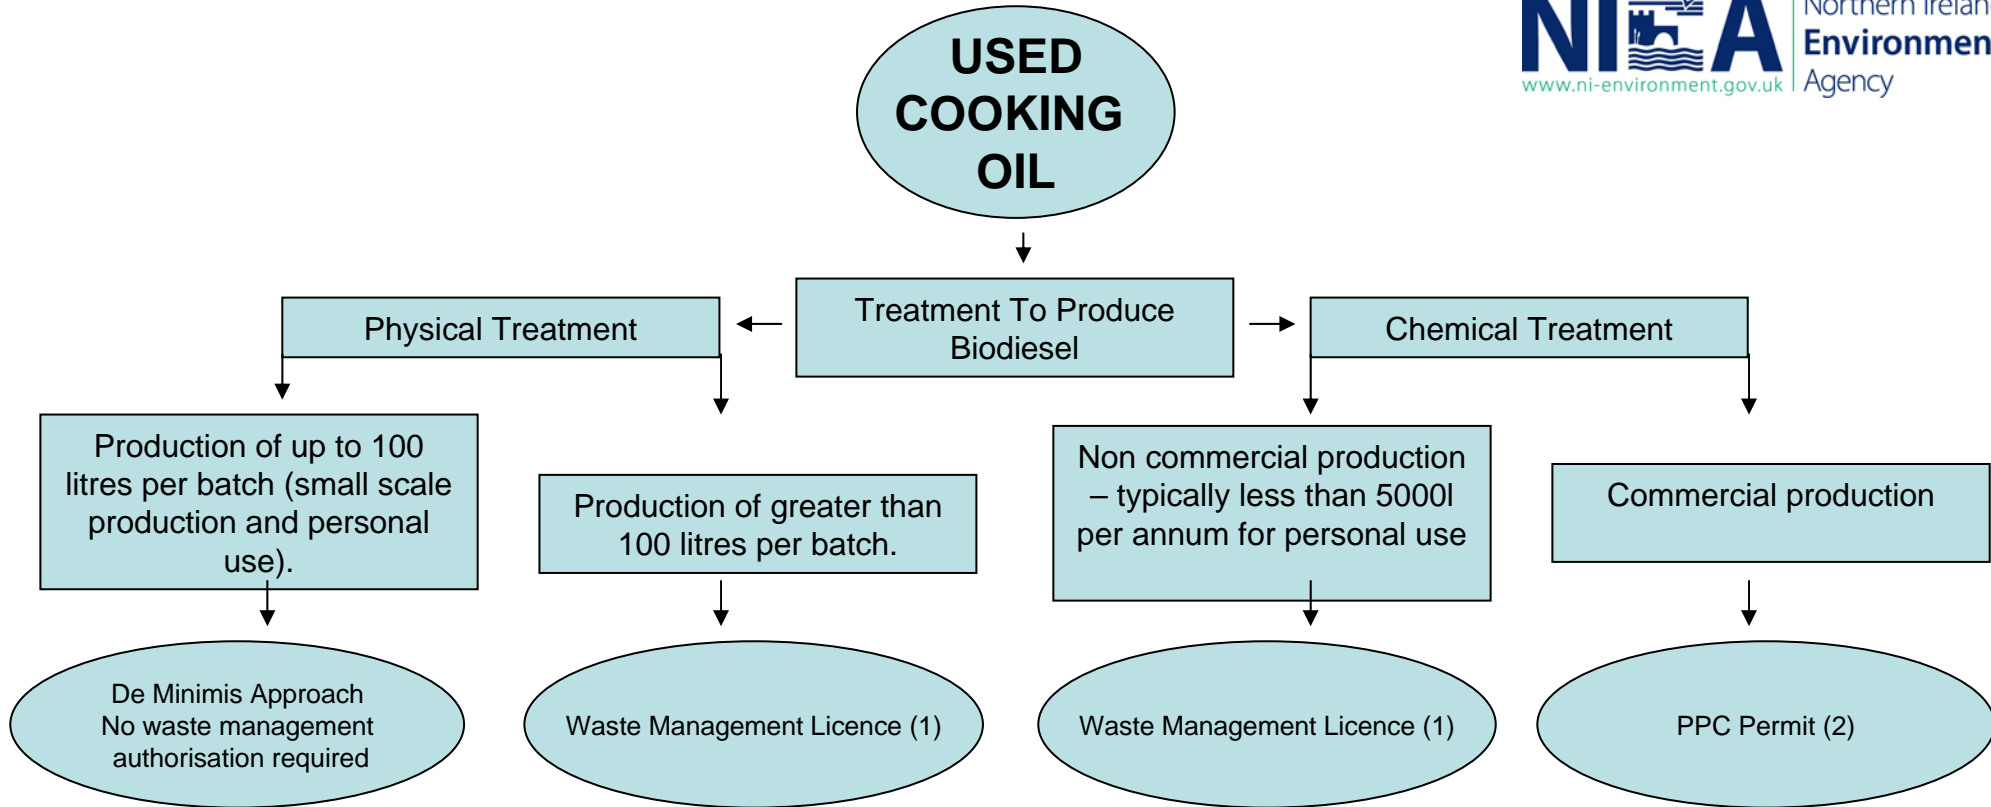 USED
COOKING
OIL
Environmen
Agency
www.ni-environment.gov.uk
Treatment To Produce
Biodiesel
Physical Treatment
Chemical Treatment
Production of up to 100
litres per batch (small scale
production and personal
use).
Production of greater than
100 litres per batch.
Non commercial production
– typically less than 5000l
per annum for personal use
Commercial production
De Minimis Approach
No waste management
authorisation required
Waste Management Licence (1)
Waste Management Licence (1)
PPC Permit (2)